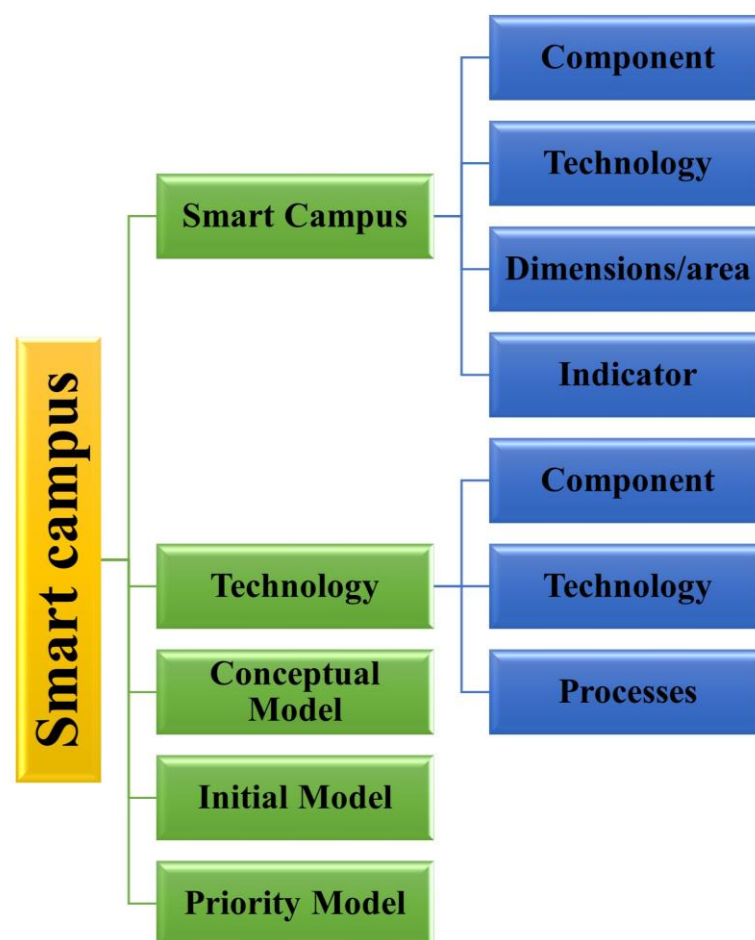 Smart campus
Smart Campus
Component
Technology
Dimensions/area
Indicator
Technology
Component
Technology
Processes
Conceptual
Model
Initial Model
Priority Model